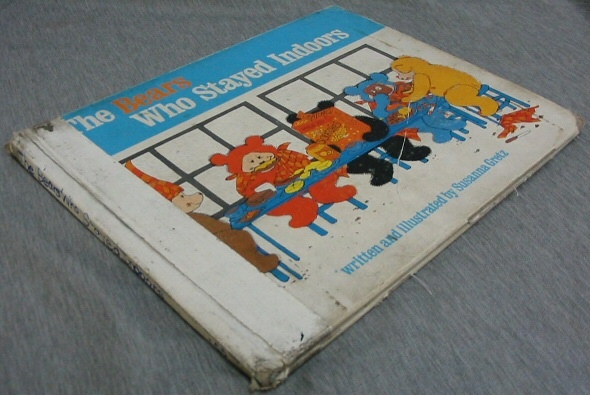 The Bears
Who Stayed Indoors
written and illustrated by Susanna Gretz